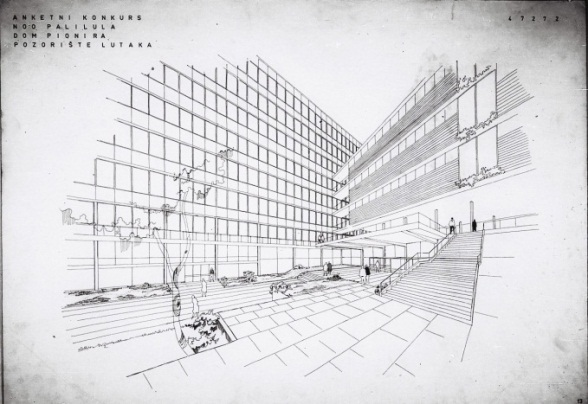 ANKETNI KONKURS
NOO PALILULA
DOM PIONIRA
POZORIŠTE LUTAKA
47272